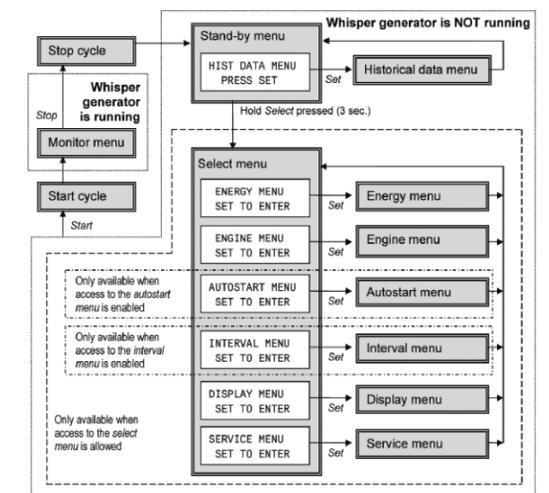 Whisper generator is NOT running
Stop cycle
Stand-by menu
HIST DATA MENU
PRESS SET
Set
Historical data menu
Whisper
generator
is running
Stop
Hold Select pressed (3 sec.)
Monitor menu
Start cycle
Start
Select menu
ENERGY MENU
SET TO ENTER
Set
Energy menu
ENGINE MENU
SET TO ENTER
Set
Engine menu
Only available when
access to the autostart
menu is enabled
AUTOSTART MENU
SET TO ENTER
Set
Autostart menu
Only available when
access to the interval
menu is enabled
INTERVAL MENU
SET TO ENTER
Set
Interval menu
DISPLAY MENU
SET TO ENTER
Set
Display menu
Only available when
access to the select
menu is allowed
SERVICE MENU
SET TO ENTER
Set
Service menu